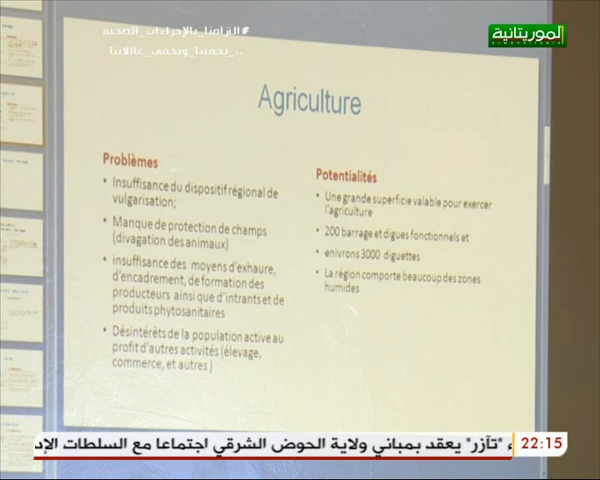 #التزامنا_بالإجراءات_الصحية
.. يحمينا_ويحمي_عائلاتنا
الموريتانية
Agriculture
Problèmes
• Insuffisance du dispositif régional de
vulgarisation;
• Manque de protection de champs
(divagation des animaux)
• insuffisance des moyens d'exhaure,
d'encadrement, de formation des
producteurs ainsi que d'intrants et de
produits phytosanitaires
• Désintérêts de la population active au
profit d'autres activités (élevage,
commerce, et autres )
Potentialités
• Une grande superficie valable pour exercer
l'agriculture
• 200 barrage et digues fonctionnels et
• enivrons 3000 diguettes
• La région comporte beaucoup des zones
humides
ء "تآزر" يعقد بمباني ولاية الحوض الشرقي اجتماعا مع السلطات الإد
22:15